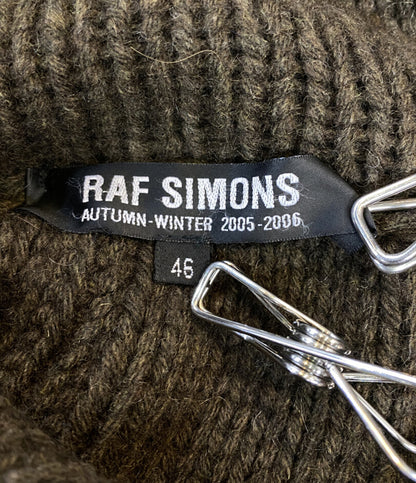 RAF SIMONS
AUTUMN-WINTER 2005-2006
46